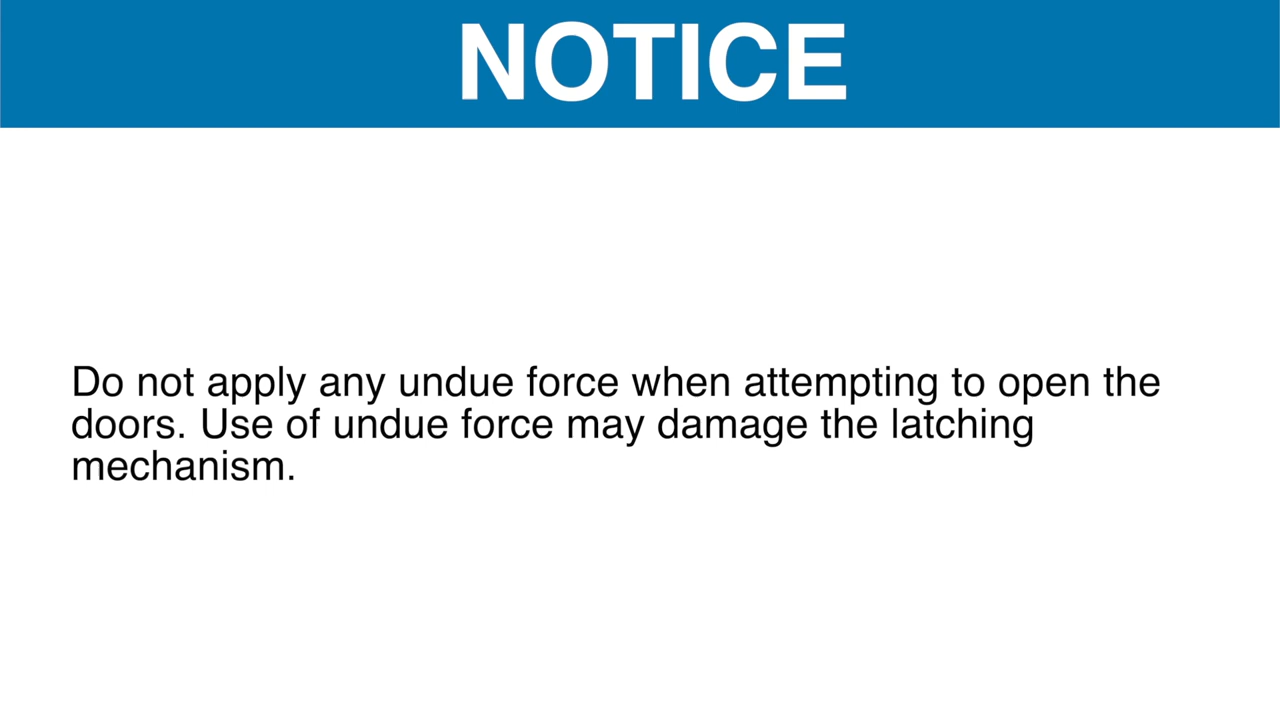 NOTICE
Do not apply any undue force when attempting to open the
doors. Use of undue force may damage the latching
mechanism.